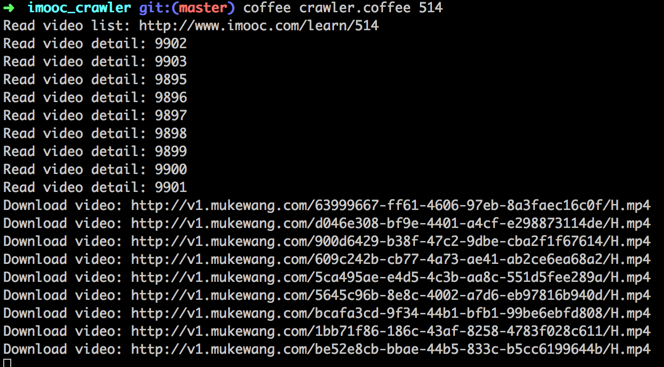 ➜ imooc_crawler git:(master) coffee crawler.coffee 514
Read video list: http://www.imooc.com/learn/514
Read video detail: 9902
Read video detail: 9903
Read video detail: 9895
Read video detail: 9896
Read video detail: 9897
Read video detail: 9898
Read video detail: 9899
Read video detail: 9900
Read video detail: 9901
Download video: http://v1.mukewang.com/63999667-ff61-4606-97eb-8a3faec16c0f/H.mp4
Download video: http://v1.mukewang.com/d046e308-bf9e-4401-a4cf-e298873114de/H.mp4
Download video: http://v1.mukewang.com/900d6429-b38f-47c2-9dbe-cba2f1f67614/H.mp4
Download video: http://v1.mukewang.com/609c242b-cb77-4a73-ae41-ab2ce6ea68a2/H.mp4
Download video: http://v1.mukewang.com/5ca495ae-e4d5-4c3b-aa8c-551d5fee289a/H.mp4
Download video: http://v1.mukewang.com/5645c96b-8e8c-4002-a7d6-eb97816b940d/H.mp4
Download video: http://v1.mukewang.com/bcafa3cd-9f34-44b1-bfb1-99be6ebfd808/H.mp4
Download video: http://v1.mukewang.com/1bb71f86-186c-43af-8258-4783f028c611/H.mp4
Download video: http://v1.mukewang.com/be52e8cb-bbae-44b5-833c-b5cc6199644b/H.mp4